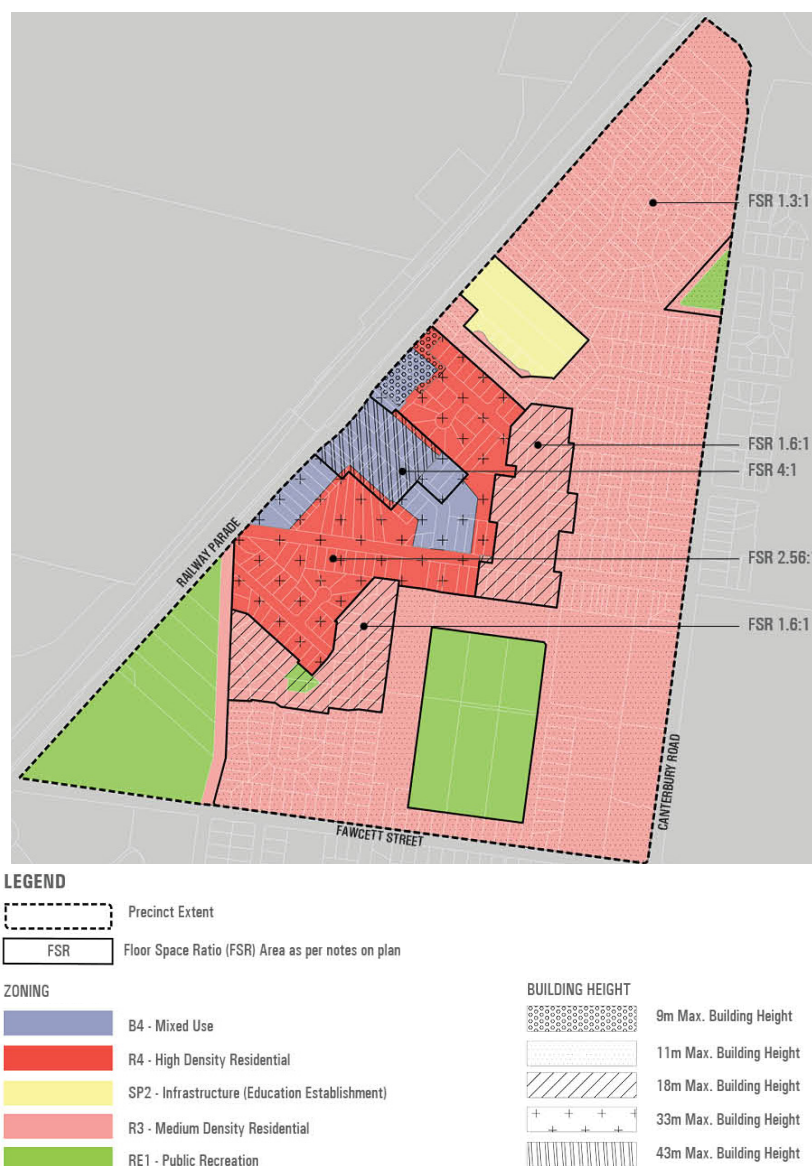 FSR 1.3:1
FSR 1.6:1
FSR 4:1
RAILWAY PARADE
FSR 2.56:
FSR 1.6:1
CANTERBURY ROAD
FAWCETT STREET
LEGEND
Precinct Extent
FSR Floor Space Ratio (FSR) Area as per notes on plan
ZONING
B4 - Mixed Use
R4 - High Density Residential
SP2 - Infrastructure (Education Establishment)
R3 - Medium Density Residential
RE1 - Public Recreation
BUILDING HEIGHT
9m Max. Building Height
11m Max. Building Height
18m Max. Building Height
33m Max. Building Height
43m Max. Building Height